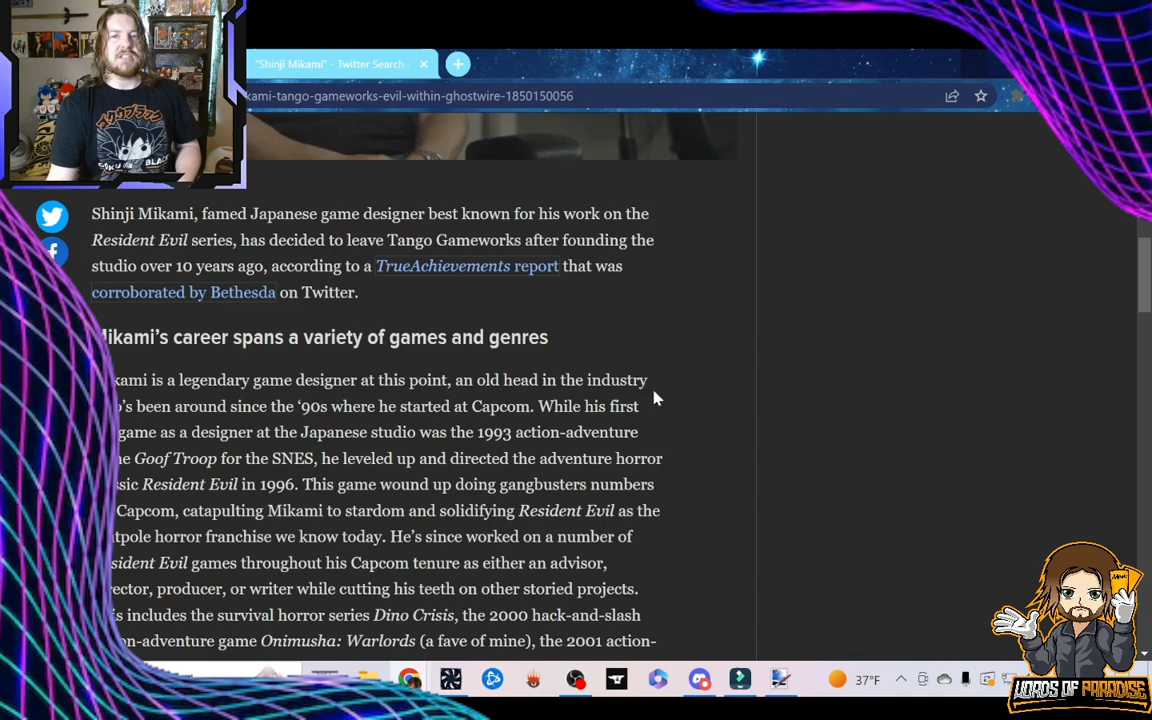 "Shinji Mikami" - Twitter Search
kami-tango-gameworks-evil-within-ghostwire-1850150056
Shinji Mikami, famed Japanese game designer best known for his work on the
Resident Evil series, has decided to leave Tango Gameworks after founding the
studio over 10 years ago, according to a TrueAchievements report that was
corroborated by Bethesda on Twitter.
Mikami's career spans a variety of games and genres
kami is a legendary game designer at this point, an old head in the industry
o's been around since the '90s where he started at Capcom. While his first
game as a designer at the Japanese studio was the 1993 action-adventure
ne Goof Troop for the SNES, he leveled up and directed the adventure horror
ssic Resident Evil in 1996. This game wound up doing gangbusters numbers
Capcom, catapulting Mikami to stardom and solidifying Resident Evil as the
tpole horror franchise we know today. He's since worked on a number of
sident Evil games throughout his Capcom tenure as either an advisor,
rector, producer, or writer while cutting his teeth on other storied projects.
is includes the survival horror series Dino Crisis, the 2000 hack-and-slash
on-adventure game Onimusha: Warlords (a fave of mine), the 2001 action-
37°F
WORDS OF PARADISE